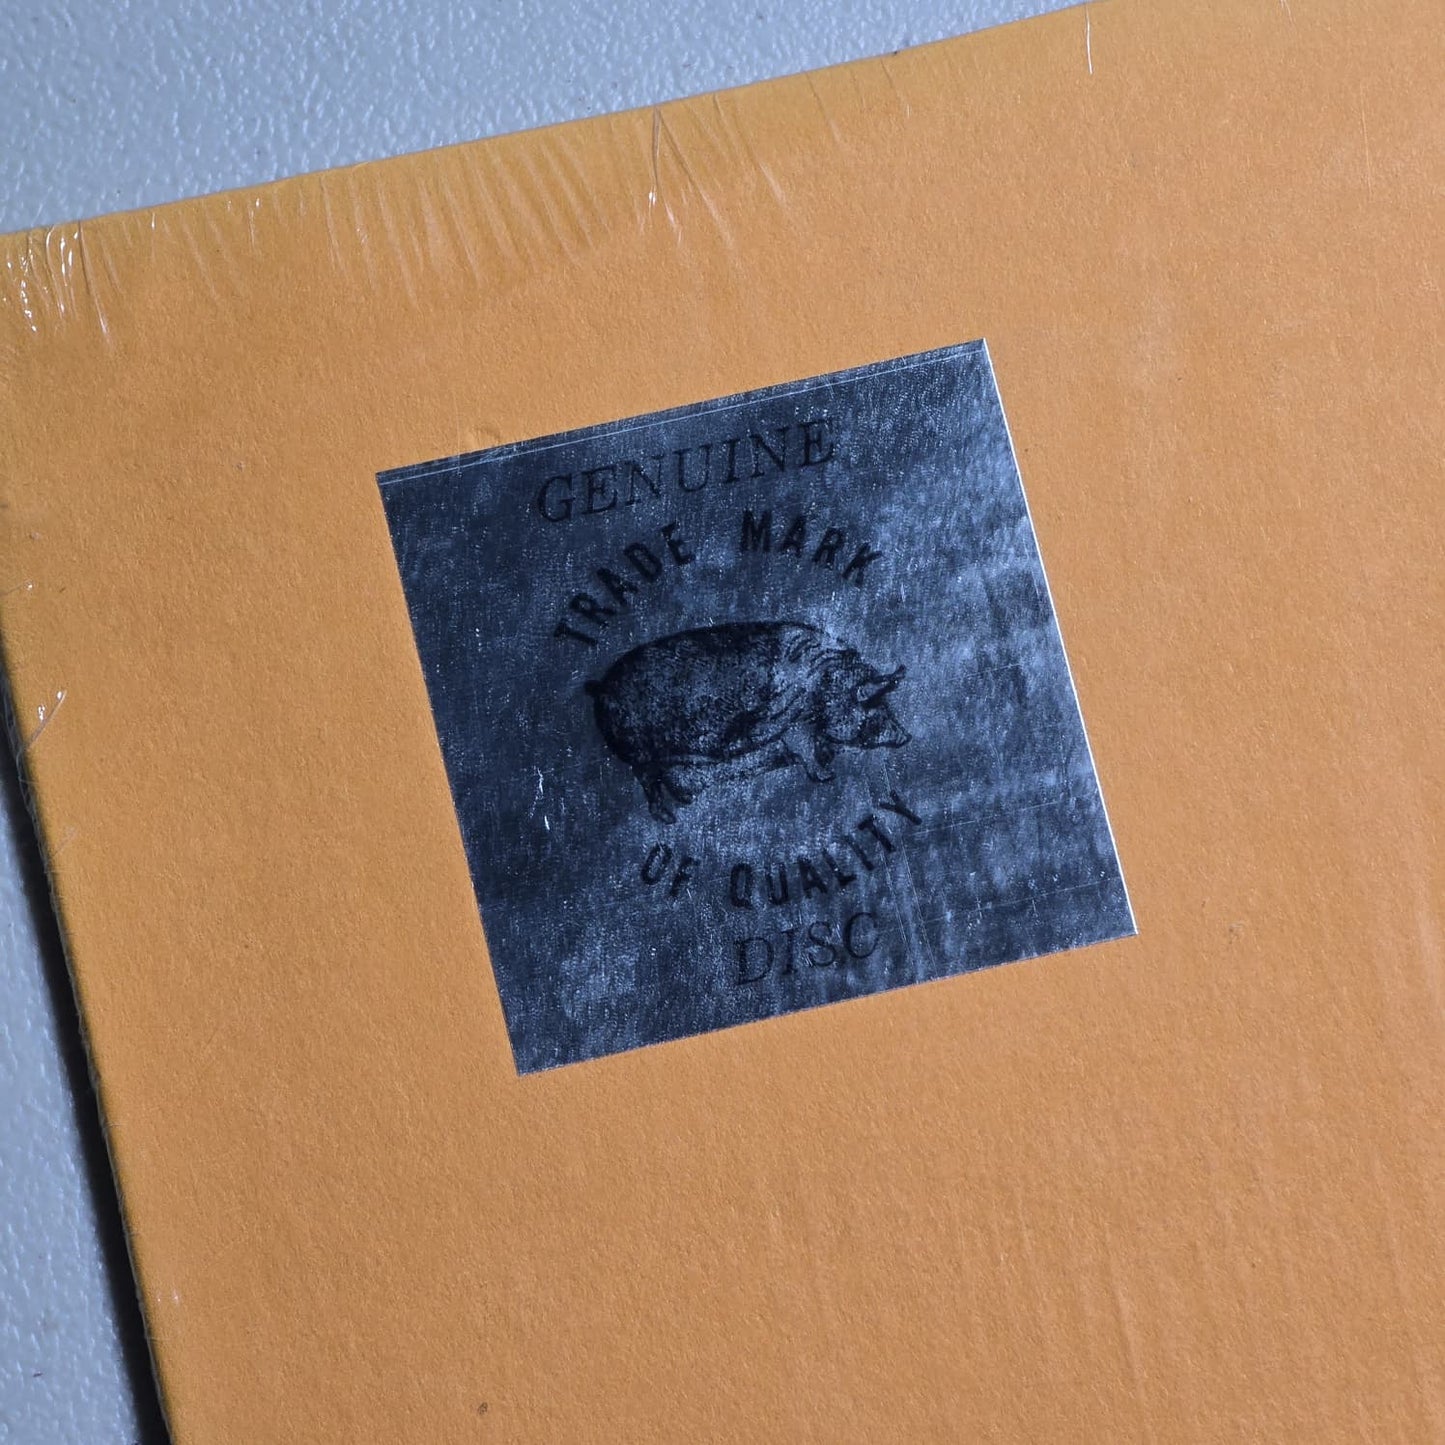 GENUINE
TRADE MARK
OF QUALITY
DISC